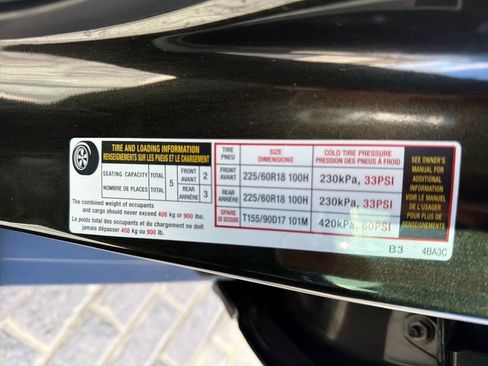 TIRE AND LOADING INFORMATION
RENSEIGNEMENTS SUR LES PNEUS ET LE CHARGEMENT
SEATING CAPACITY TOTAL 5 FRONT AVANT 2
NOMBRE DE PLACES TOTAL REAR ARRIÈRE 3
The combined weight of occupants
and cargo should never exceed 408 kg or 900 lbs.
Le poids total des occupants et du chargement ne doit
jamais dépasser 408 kg ou 900 lb.
TIRE PNEU SIZE DIMENSIONS COLD TIRE PRESSURE PRESSION DES PNEUS À FROID
FRONT AVANT 225/60R18 100H 230kPa, 33PSI
REAR ARRIÈRE 225/60R18 100H 230kPa, 33PSI
SPARE DE SECOURS T155/90D17 101M 420kPa, 60PSI
SEE OWNER'S
MANUAL FOR
ADDITIONAL
INFORMATION
VOIR LE MANUEL
DE L'USAGER
POUR PLUS DE
RENSEIGNEMENTS
B3 4BA3C